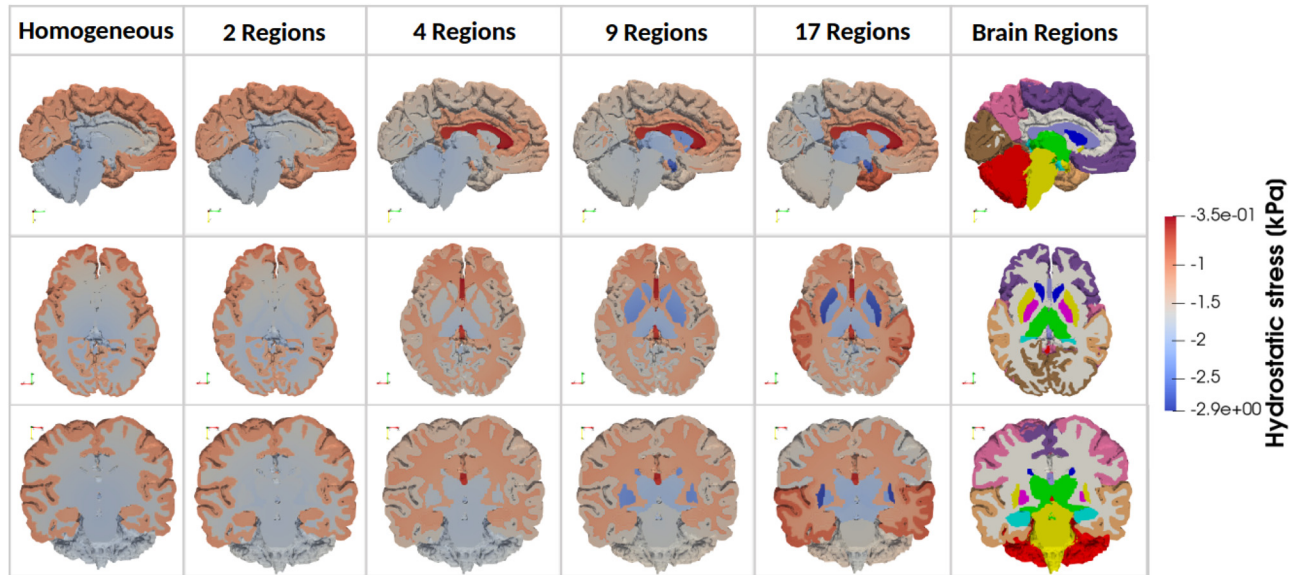 Homogeneous
2 Regions
4 Regions
9 Regions
17 Regions
Brain Regions
-3.5e-01
-1
-1.5
-2
-2.5
-2.9e+00
Hydrostatic stress (kPa)